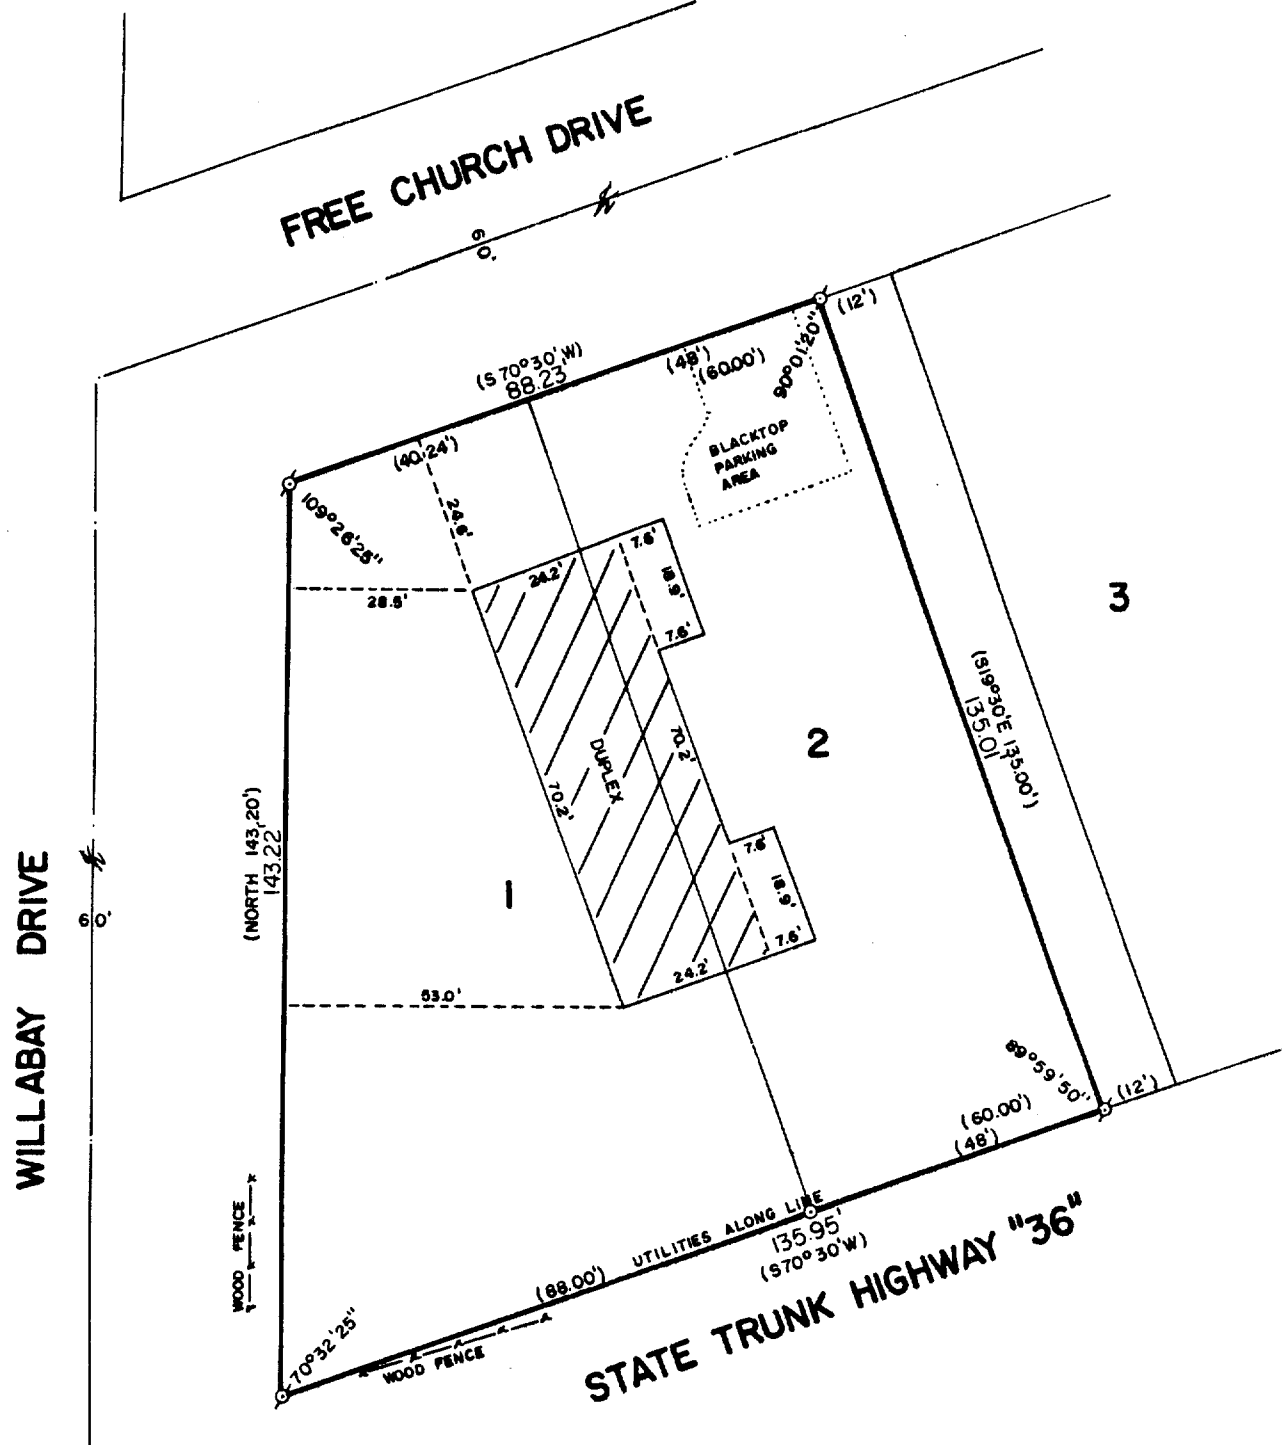 FREE CHURCH DRIVE
60'
(S 70°30' W)
88.23'
(48')
(60.00')
(12')
90°01'20"
BLACKTOP
PARKING
AREA
(40.24')
109°26'25"
24.6'
28.5'
24.2'
7.6'
18.9'
7.6'
3
(S19°30'E 135.00')
135.01'
2
70.2'
DUPLEX
70.2'
(NORTH 143.20')
143.22
1
7.6'
18.9'
7.6'
24.2'
WILLABAY DRIVE
60'
53.0'
89°59'50"
(12')
(60.00')
(48')
UTILITIES ALONG LINE
135.95'
(S70°30'W)
(88.00')
WOOD FENCE
70°32'25"
WOOD FENCE
STATE TRUNK HIGHWAY "36"